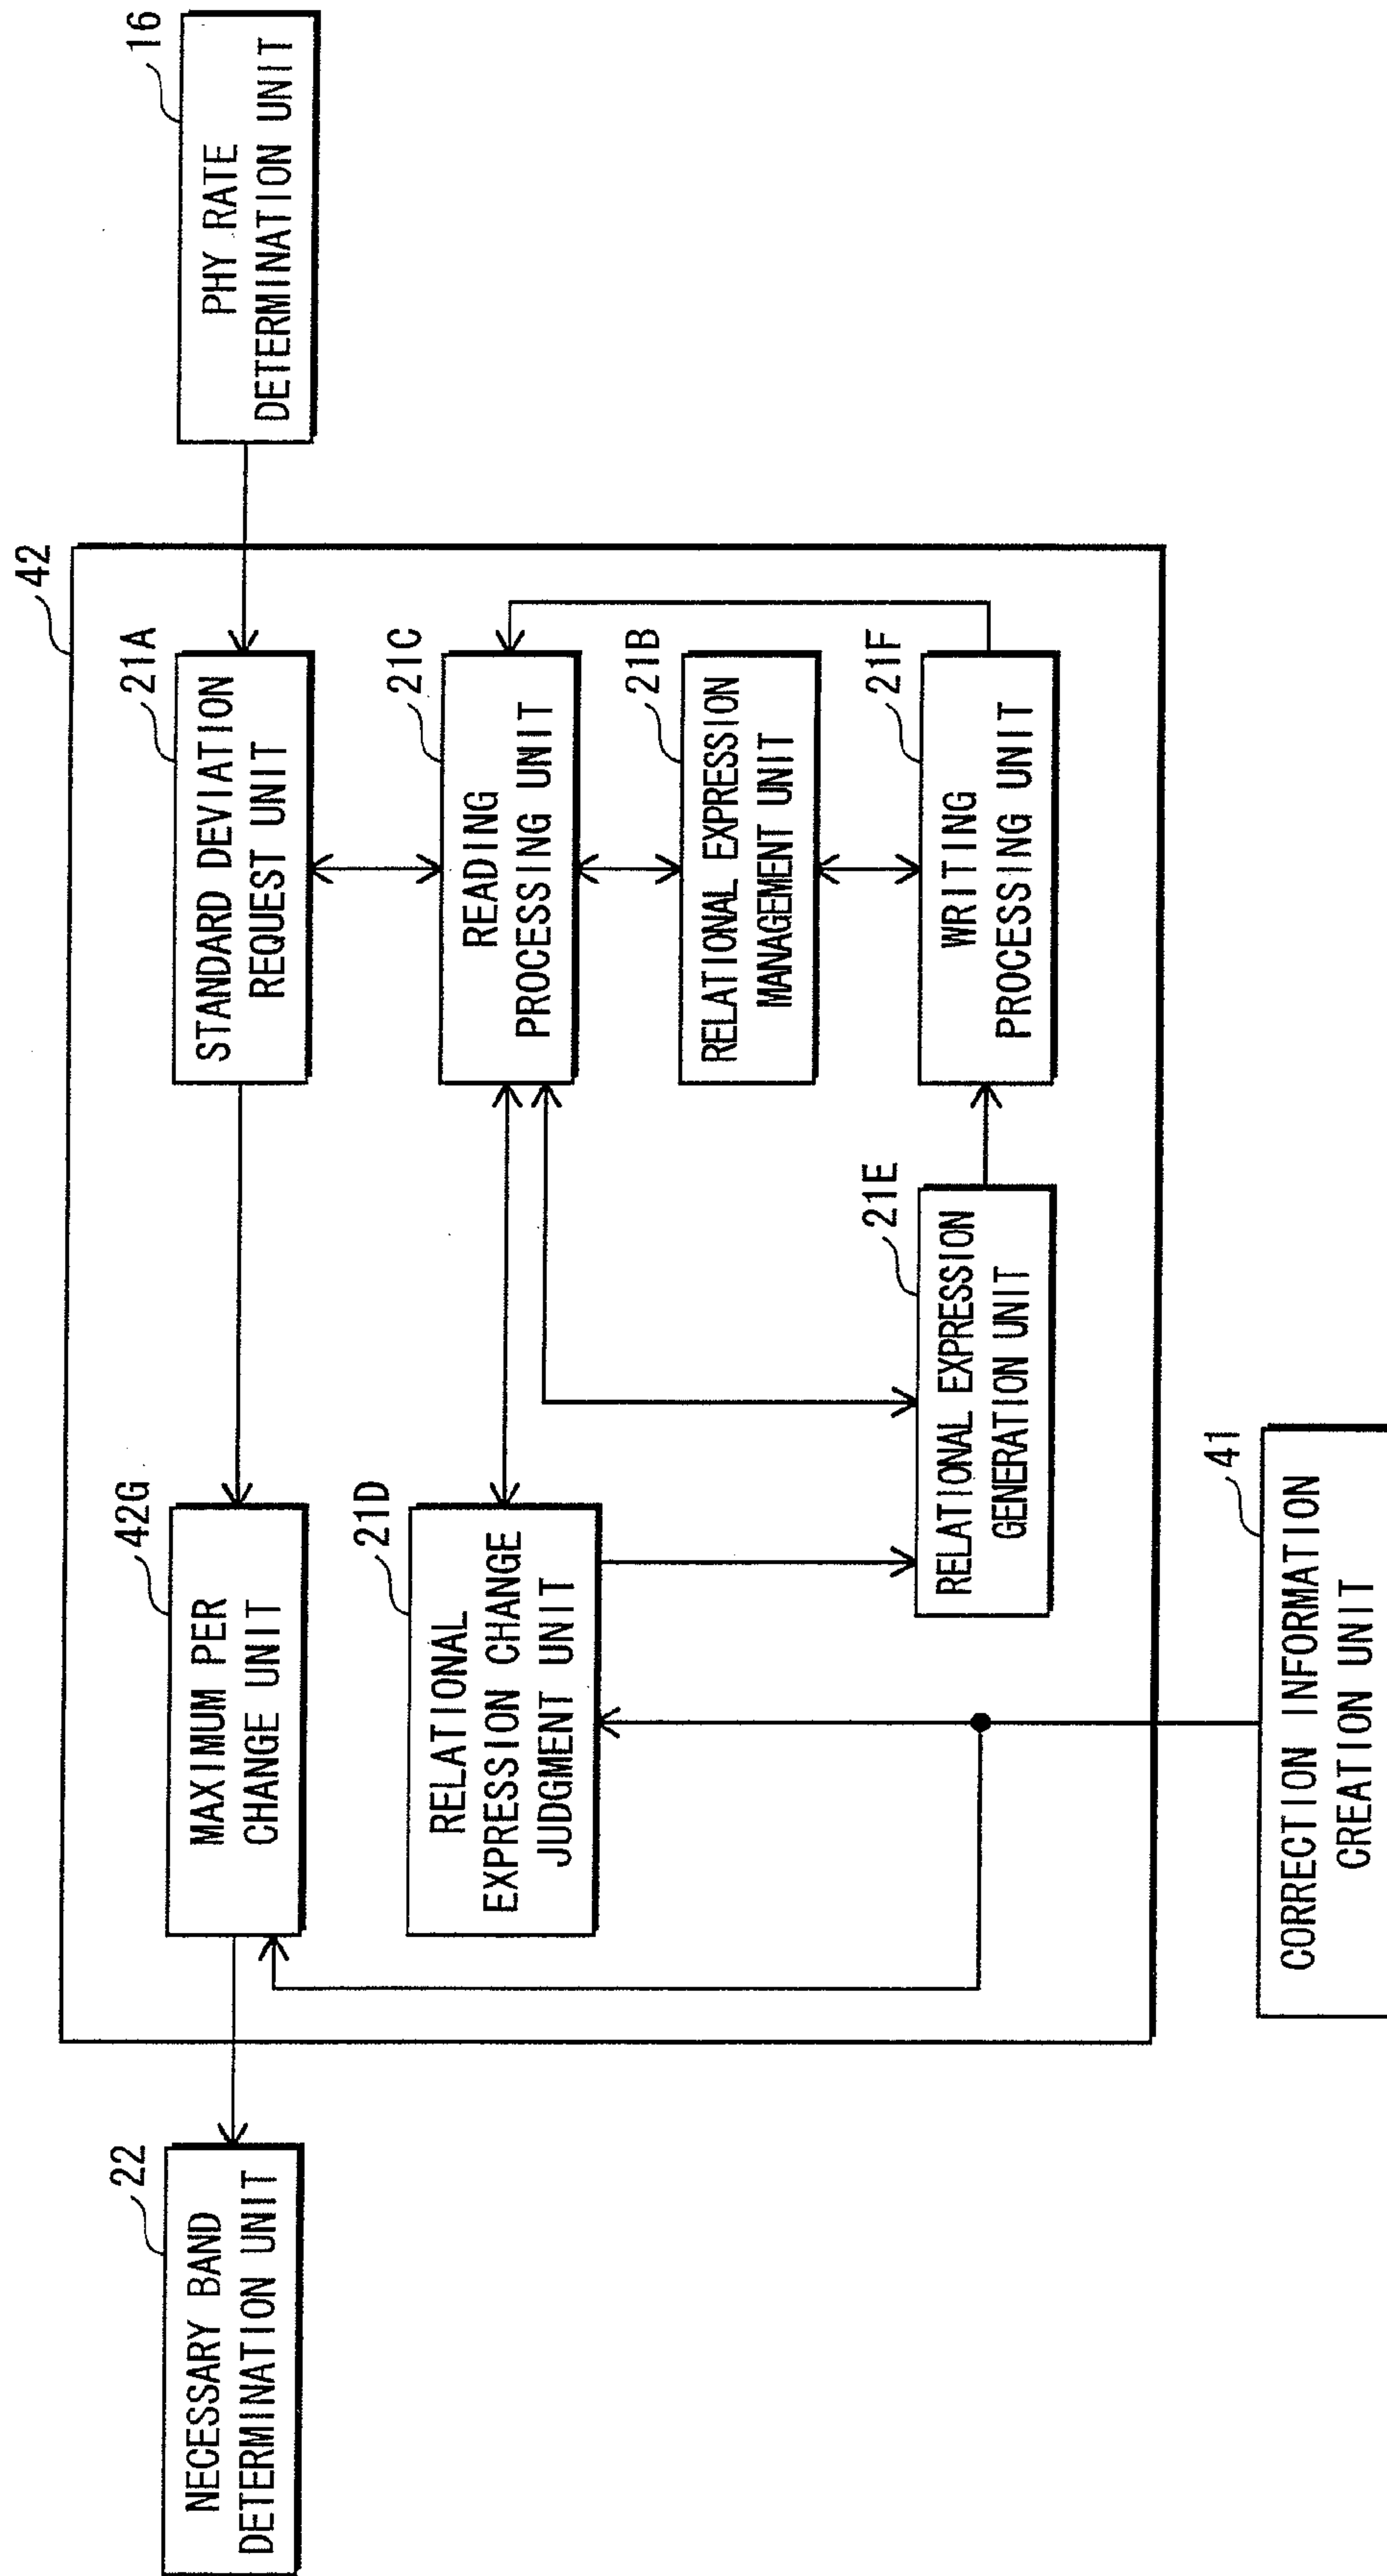 42
22
NECESSARY BAND
DETERMINATION UNIT
42G
MAXIMUM PER
CHANGE UNIT
21A
STANDARD DEVIATION
REQUEST UNIT
16
PHY RATE
DETERMINATION UNIT
21D
RELATIONAL
EXPRESSION CHANGE
JUDGMENT UNIT
21C
READING
PROCESSING UNIT
21B
RELATIONAL EXPRESSION
MANAGEMENT UNIT
21E
RELATIONAL EXPRESSION
GENERATION UNIT
21F
WRITING
PROCESSING UNIT
41
CORRECTION INFORMATION
CREATION UNIT